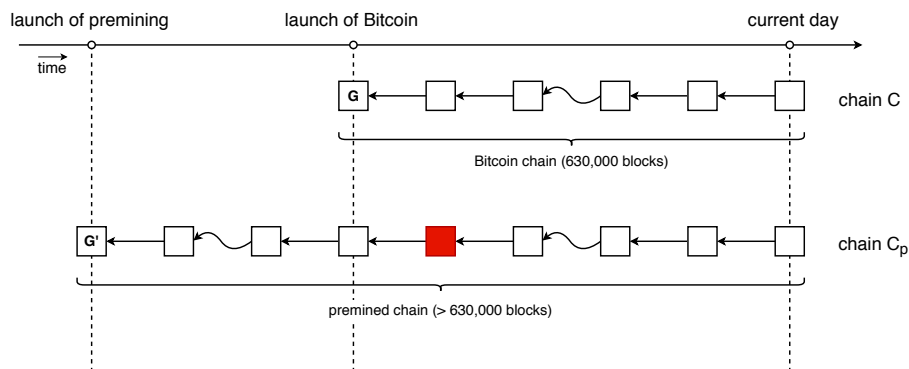 launch of premining
launch of Bitcoin
current day
time
G
chain C
Bitcoin chain (630,000 blocks)
G'
chain Cp
premined chain (> 630,000 blocks)